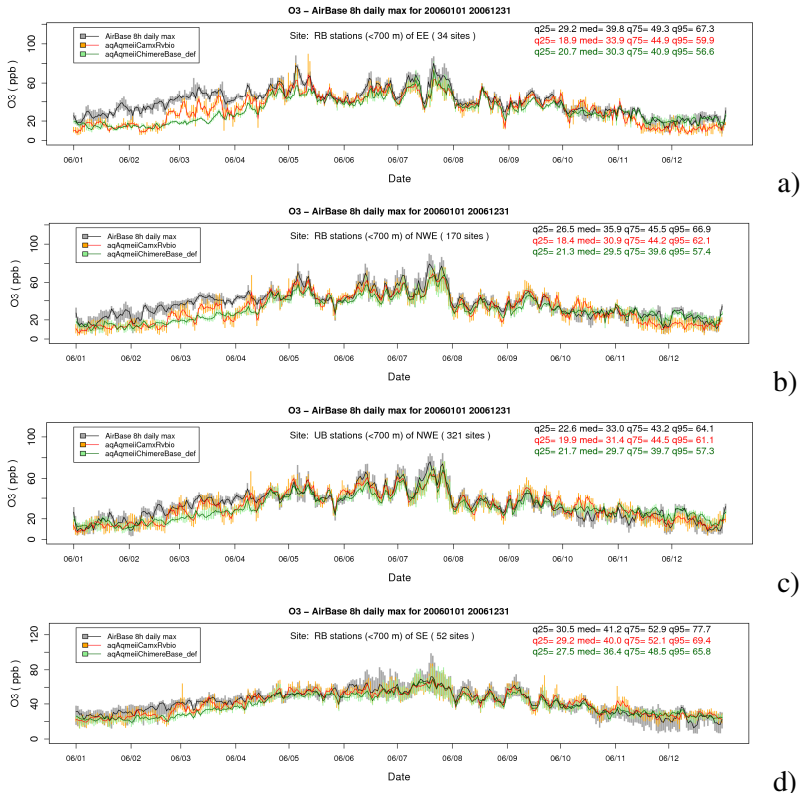 O3 − AirBase 8h daily max for 20060101 20061231
Site: RB stations (<700 m) of EE ( 34 sites )
q25= 29.2 med= 39.8 q75= 49.3 q95= 67.3
q25= 18.9 med= 33.9 q75= 44.9 q95= 59.9
q25= 20.7 med= 30.3 q75= 40.9 q95= 56.6
AirBase 8h daily max
aqAqmeiiCamxRvbio
aqAqmeiiChimereBase_def
O3 ( ppb )
100
60
20
0
06/01 06/02 06/03 06/04 06/05 06/06 06/07 06/08 06/09 06/10 06/11 06/12
Date
a)
O3 − AirBase 8h daily max for 20060101 20061231
Site: RB stations (<700 m) of NWE ( 170 sites )
q25= 26.5 med= 35.9 q75= 45.5 q95= 66.9
q25= 18.4 med= 30.9 q75= 44.2 q95= 62.1
q25= 21.3 med= 29.5 q75= 39.6 q95= 57.4
AirBase 8h daily max
aqAqmeiiCamxRvbio
aqAqmeiiChimereBase_def
O3 ( ppb )
100
60
20
0
06/01 06/02 06/03 06/04 06/05 06/06 06/07 06/08 06/09 06/10 06/11 06/12
Date
b)
O3 − AirBase 8h daily max for 20060101 20061231
Site: UB stations (<700 m) of NWE ( 321 sites )
q25= 22.6 med= 33.0 q75= 43.2 q95= 64.1
q25= 19.9 med= 31.4 q75= 44.5 q95= 61.1
q25= 21.7 med= 29.7 q75= 39.7 q95= 57.3
AirBase 8h daily max
aqAqmeiiCamxRvbio
aqAqmeiiChimereBase_def
O3 ( ppb )
100
60
20
0
06/01 06/02 06/03 06/04 06/05 06/06 06/07 06/08 06/09 06/10 06/11 06/12
Date
c)
O3 − AirBase 8h daily max for 20060101 20061231
Site: RB stations (<700 m) of SE ( 52 sites )
q25= 30.5 med= 41.2 q75= 52.9 q95= 77.7
q25= 29.2 med= 40.0 q75= 52.1 q95= 69.4
q25= 27.5 med= 36.4 q75= 48.5 q95= 65.8
AirBase 8h daily max
aqAqmeiiCamxRvbio
aqAqmeiiChimereBase_def
O3 ( ppb )
120
80
40
0
06/01 06/02 06/03 06/04 06/05 06/06 06/07 06/08 06/09 06/10 06/11 06/12
Date
d)